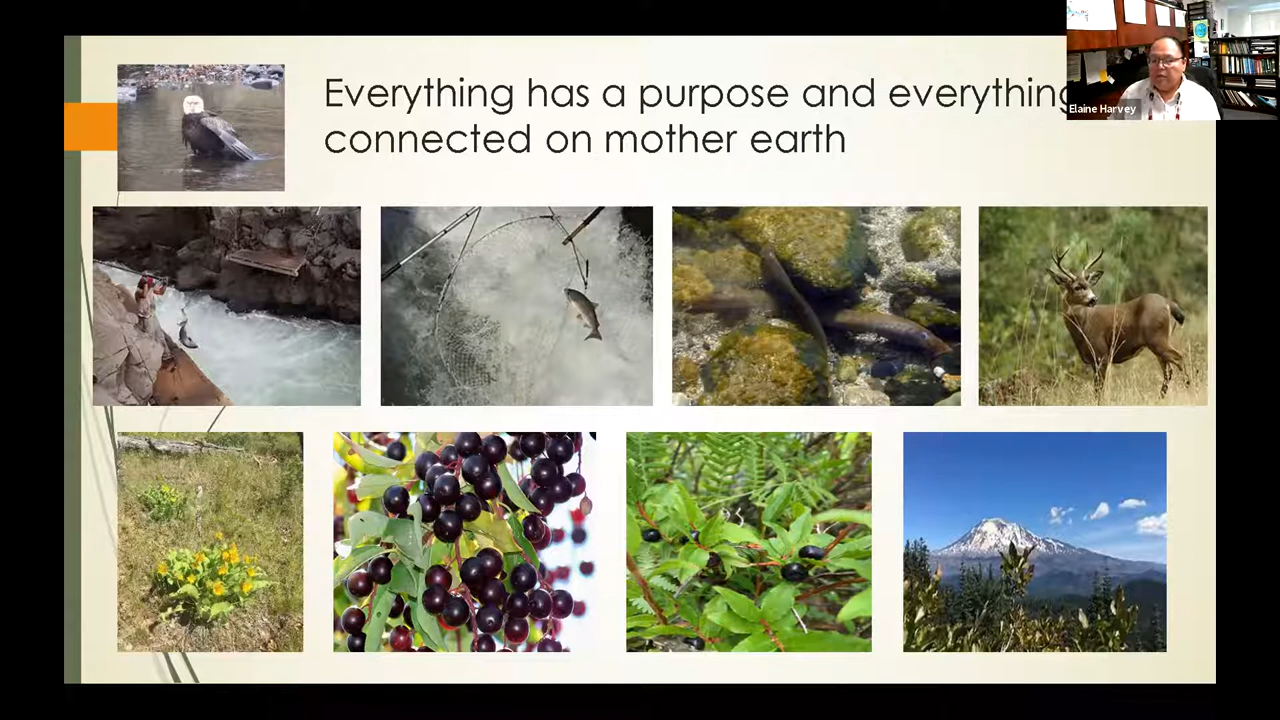 Everything has a purpose and everything
connected on mother earth
Elaine Harvey